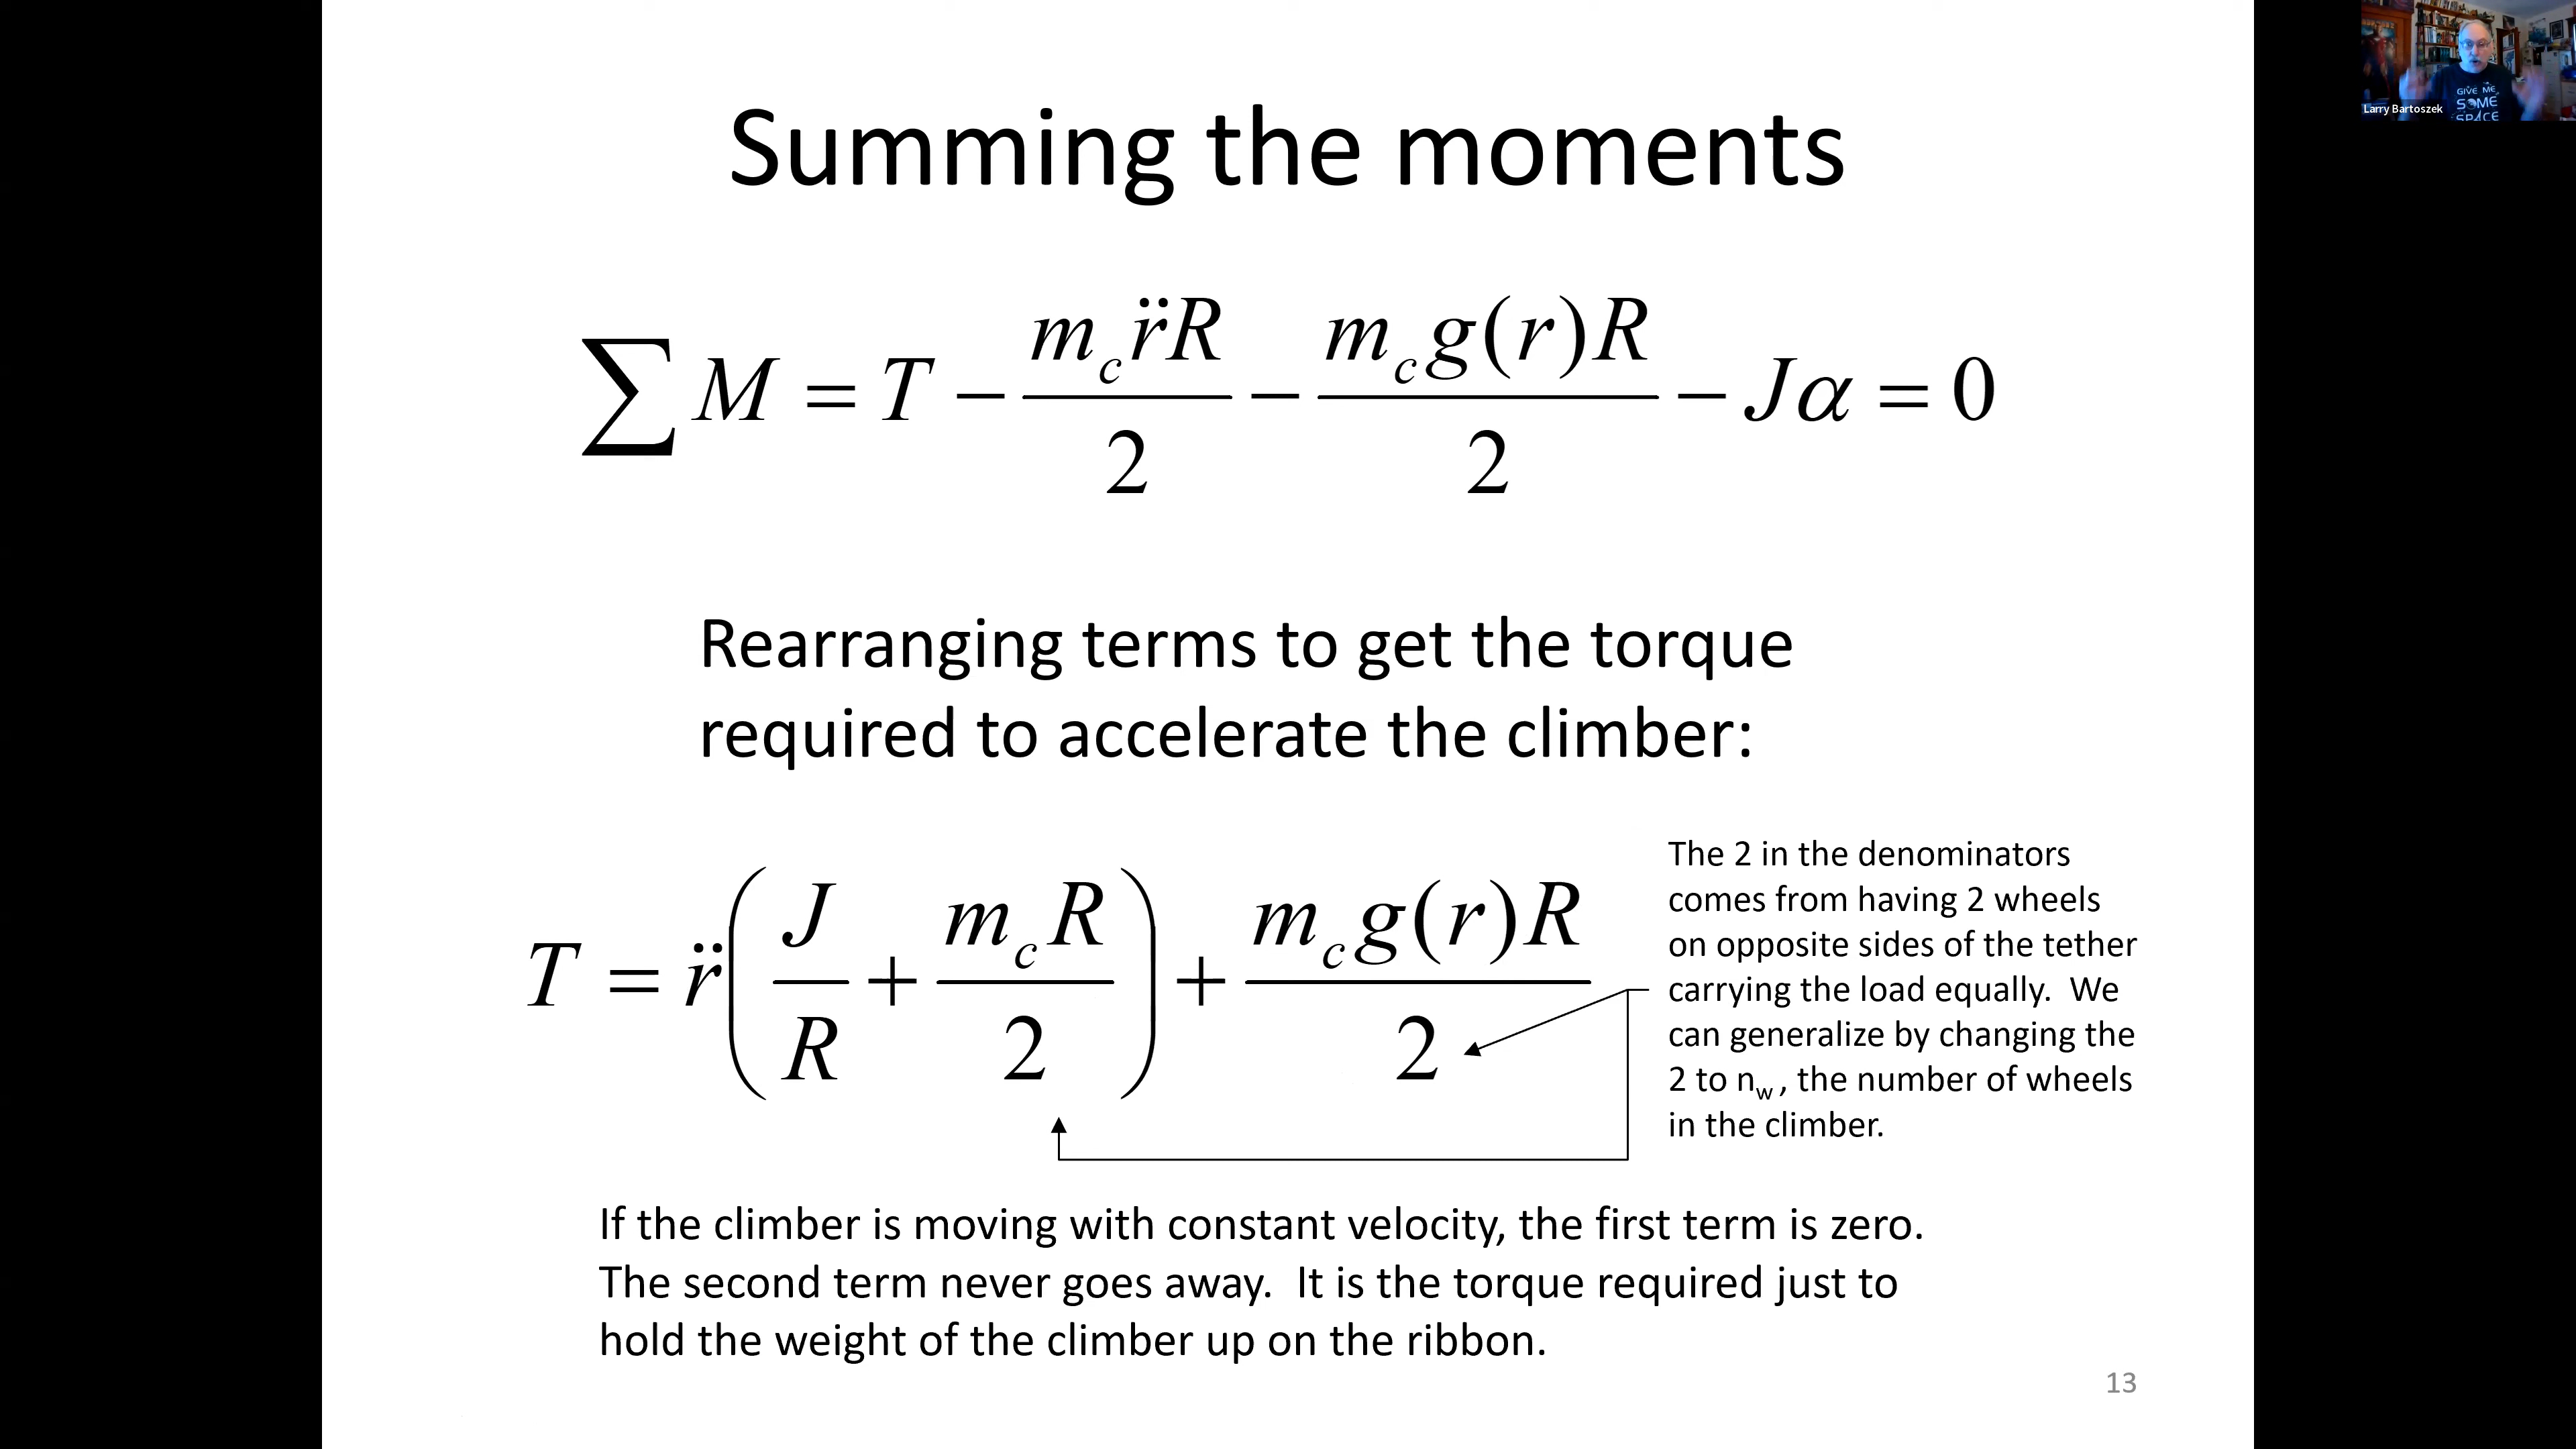 Larry Bartoszek
GIVE ME
SOME
SPACE
Summing the moments
∑M = T − m_c r̈R/2 − m_c g(r)R/2 − Jα = 0
Rearranging terms to get the torque
required to accelerate the climber:
T = r̈(J/R + m_c R/2) + m_c g(r)R/2
The 2 in the denominators
comes from having 2 wheels
on opposite sides of the tether
carrying the load equally.  We
can generalize by changing the
2 to n_w , the number of wheels
in the climber.
If the climber is moving with constant velocity, the first term is zero.
The second term never goes away.  It is the torque required just to
hold the weight of the climber up on the ribbon.
13